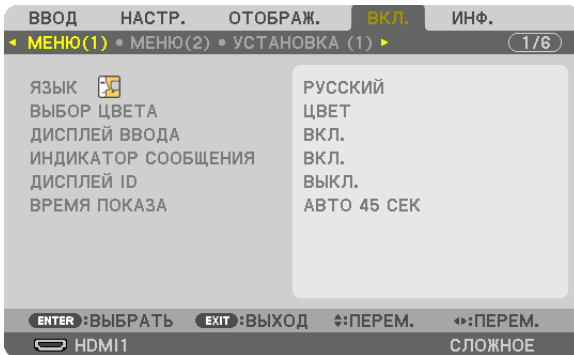 ВВОД НАСТР. ОТОБРАЖ. ВКЛ. ИНФ.
МЕНЮ(1) • МЕНЮ(2) • УСТАНОВКА (1) 1/6
ЯЗЫК РУССКИЙ
ВЫБОР ЦВЕТА ЦВЕТ
ДИСПЛЕЙ ВВОДА ВКЛ.
ИНДИКАТОР СООБЩЕНИЯ ВКЛ.
ДИСПЛЕЙ ID ВЫКЛ.
ВРЕМЯ ПОКАЗА АВТО 45 СЕК
ENTER :ВЫБРАТЬ EXIT :ВЫХОД :ПЕРЕМ. :ПЕРЕМ.
HDMI1 СЛОЖНОЕ